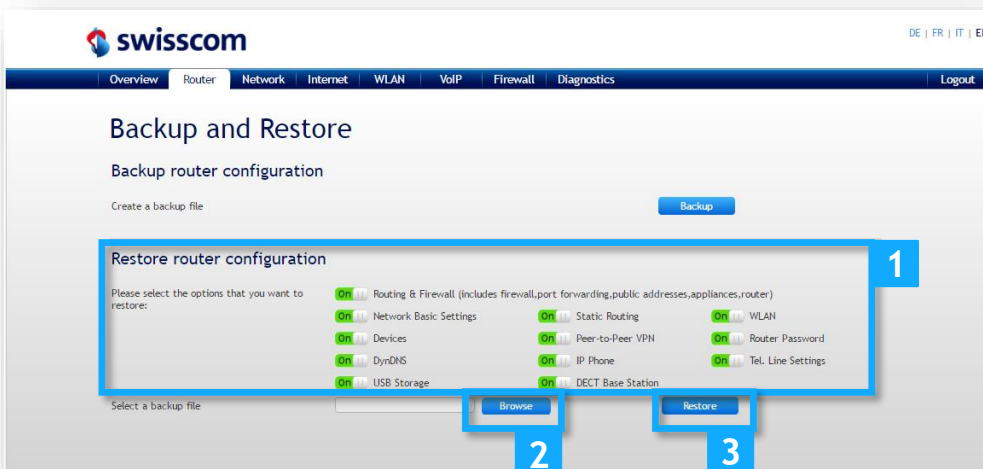 swisscom
DE | FR | IT | EN
Overview Router Network Internet WLAN VoIP Firewall Diagnostics Logout
Backup and Restore
Backup router configuration
Create a backup file Backup
Restore router configuration
1
Please select the options that you want to
restore:
On Routing & Firewall (includes firewall,port forwarding,public addresses,appliances,router)
On Network Basic Settings On Static Routing On WLAN
On Devices On Peer-to-Peer VPN On Router Password
On DynDNS On IP Phone On Tel. Line Settings
On USB Storage On DECT Base Station
Select a backup file Browse Restore
2 3